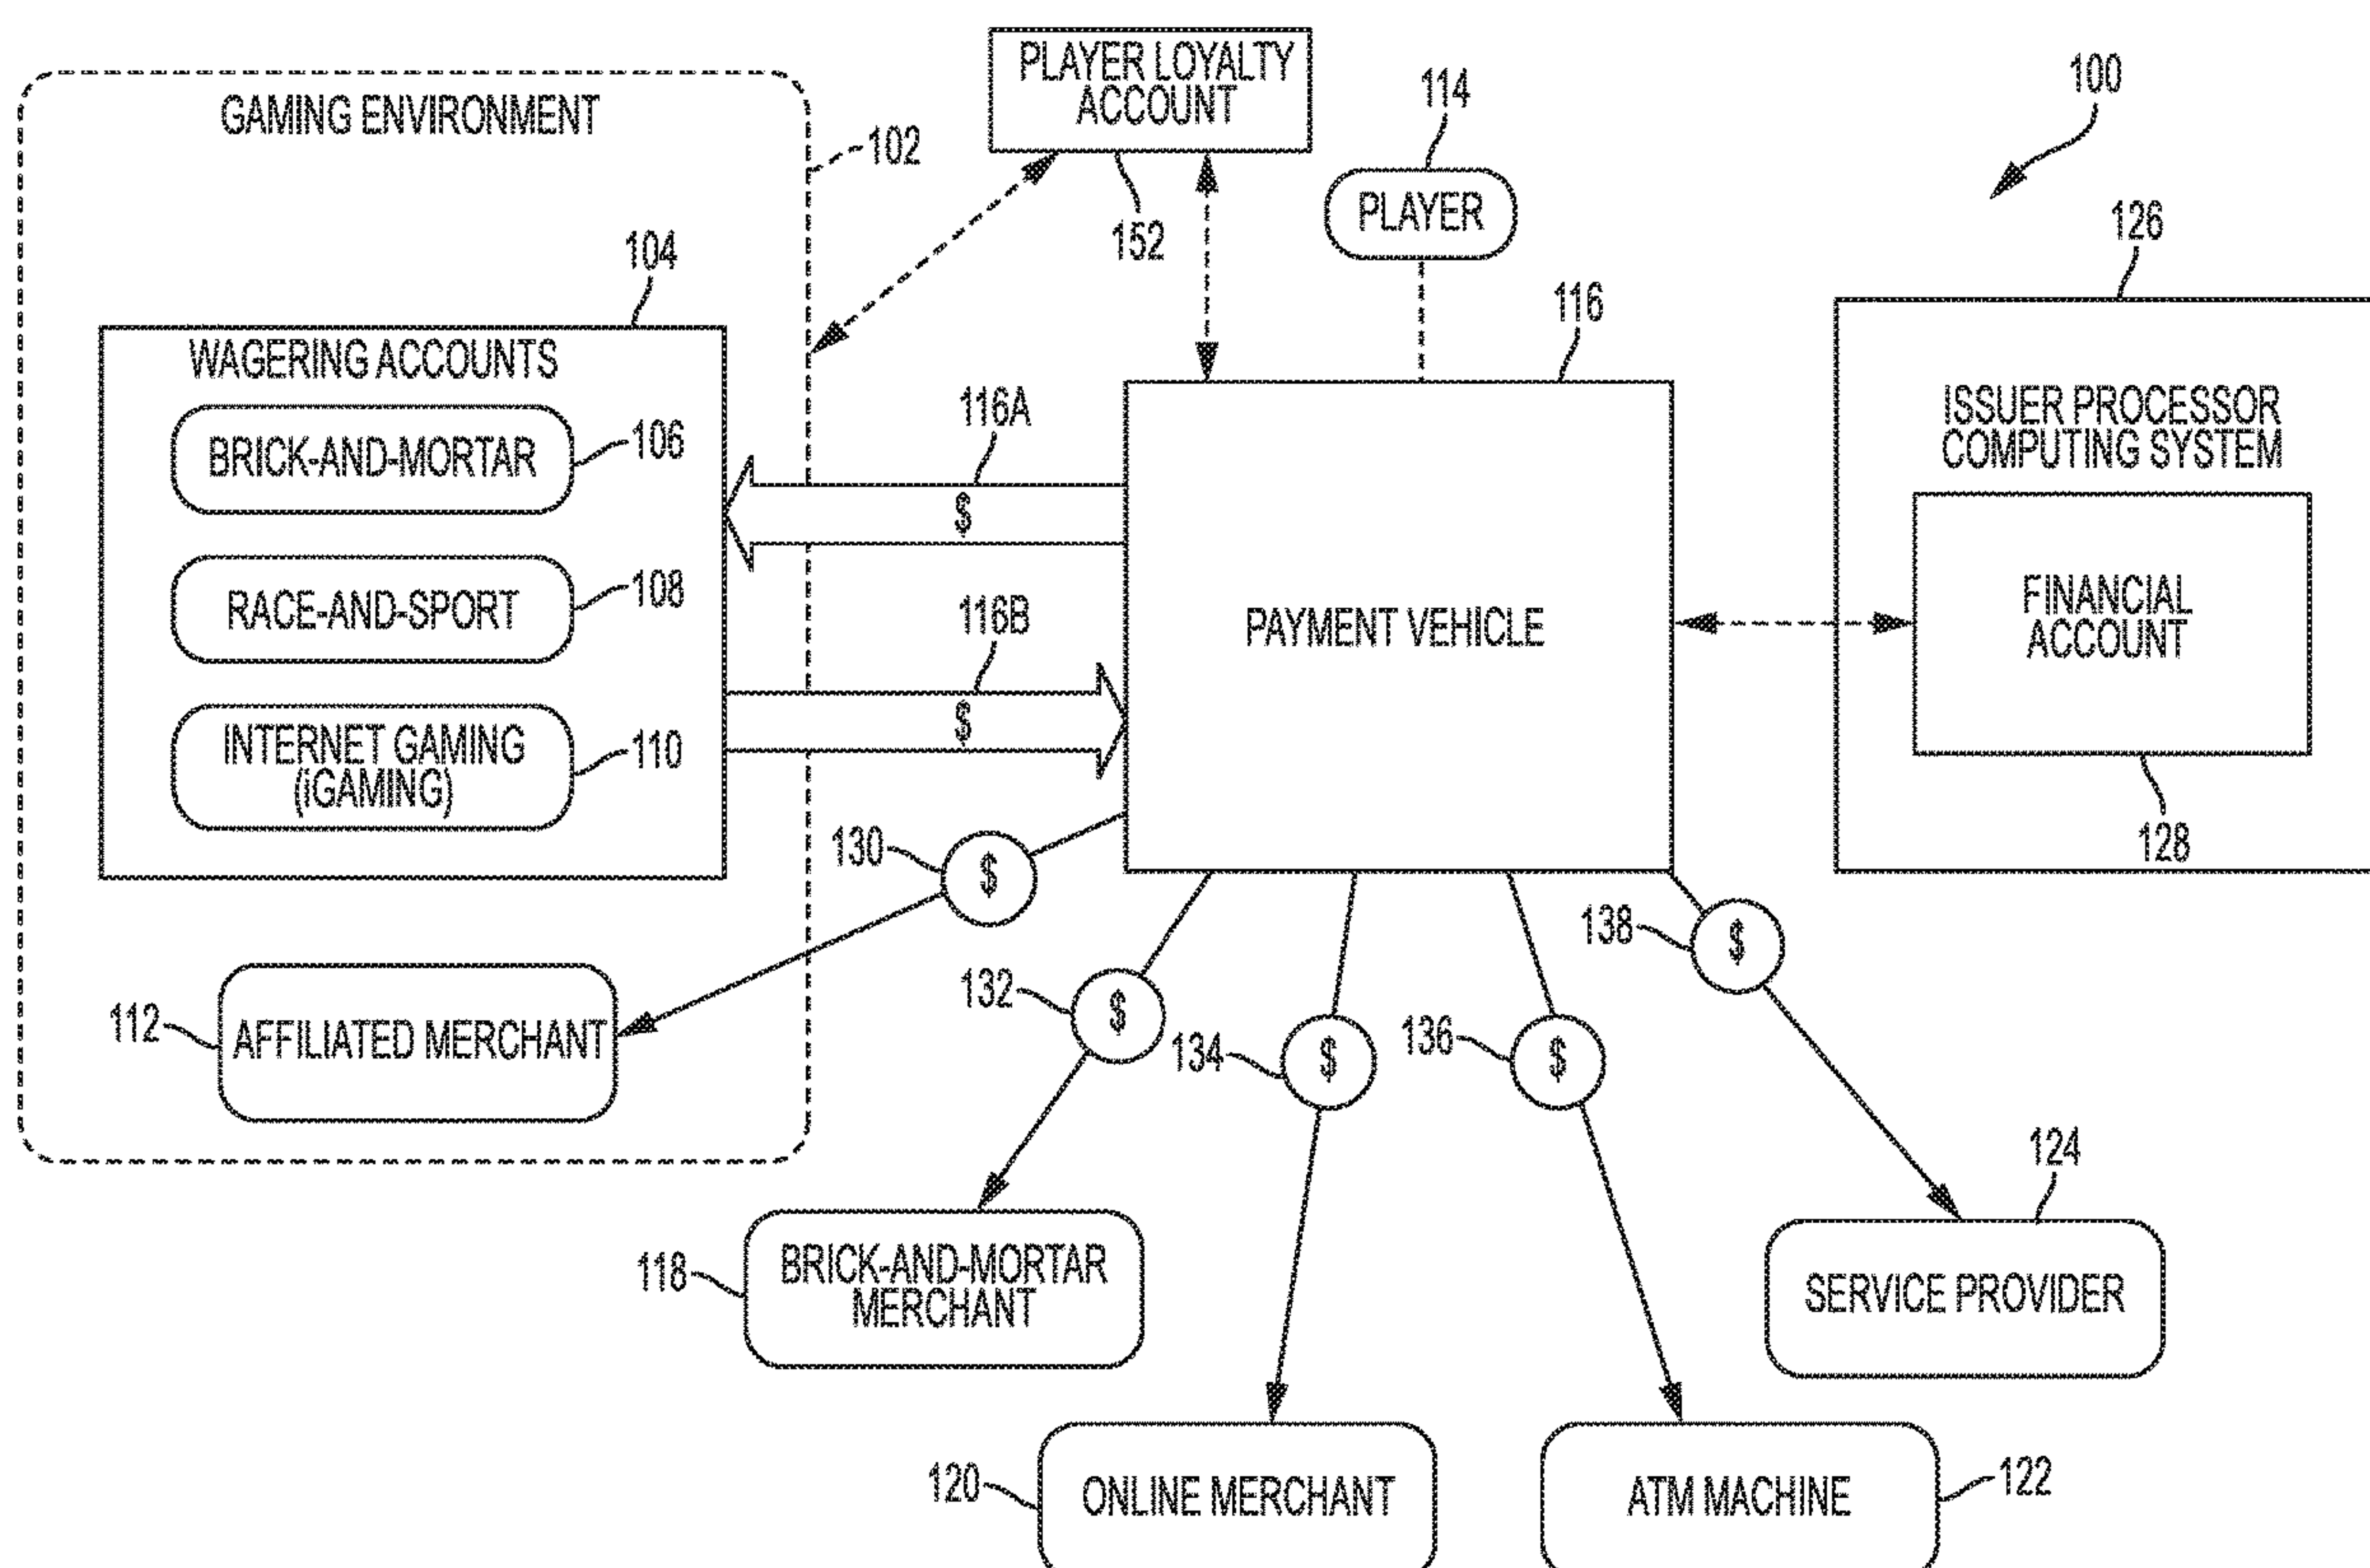 PLAYER LOYALTY
ACCOUNT
152
GAMING ENVIRONMENT
102
114
PLAYER
100
104
WAGERING ACCOUNTS
BRICK-AND-MORTAR
106
RACE-AND-SPORT
108
INTERNET GAMING
(iGAMING)
110
116A
$
116B
$
116
PAYMENT VEHICLE
126
ISSUER PROCESSOR
COMPUTING SYSTEM
FINANCIAL
ACCOUNT
128
130
$
112
AFFILIATED MERCHANT
132
$
134
$
136
$
138
$
118
BRICK-AND-MORTAR
MERCHANT
124
SERVICE PROVIDER
120
ONLINE MERCHANT
ATM MACHINE
122